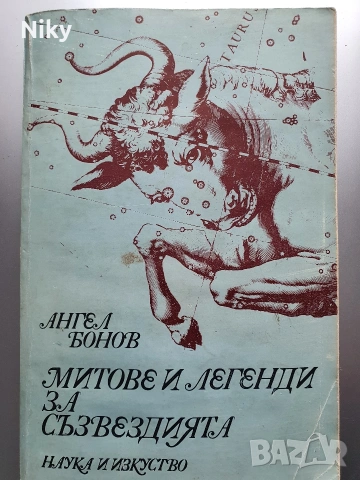 Niky
TAURUS
АНГЕЛ
БОНОВ
МИТОВЕ И ЛЕГЕНДИ
ЗА
СЪЗВЕЗДИЯТА
НАУКА И ИЗКУСТВО
BAZAR